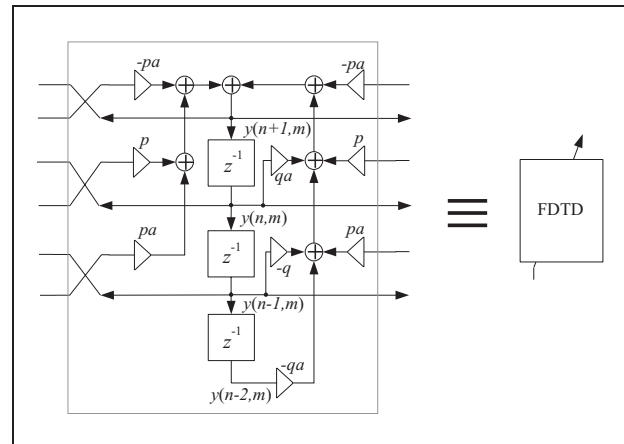 -pa
-pa
y(n+1,m)
p
z⁻¹
qa
p
y(n,m)
FDTD
pa
z⁻¹
-q
pa
y(n-1,m)
z⁻¹
-qa
y(n-2,m)